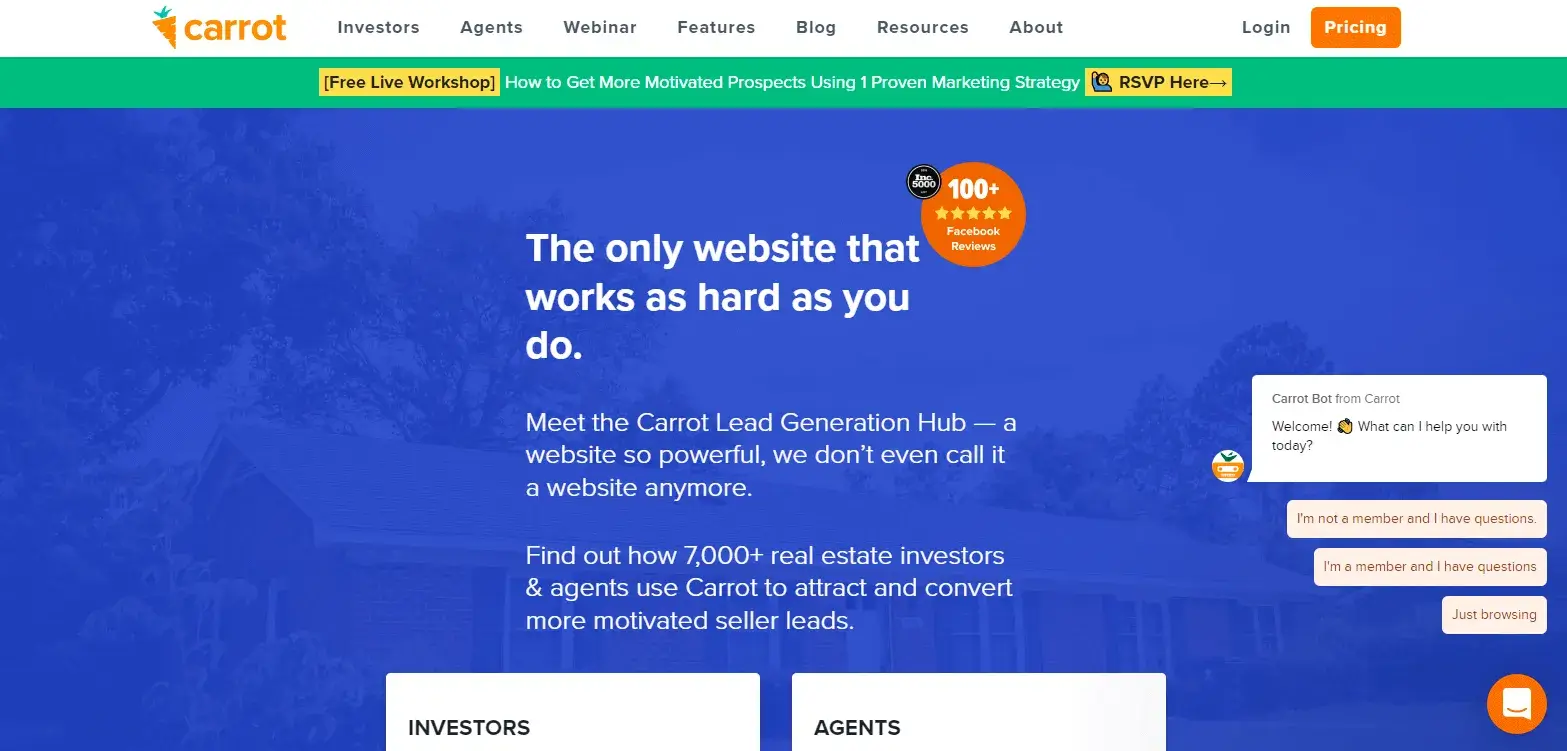 carrot
Investors Agents Webinar Features Blog Resources About Login Pricing
[Free Live Workshop] How to Get More Motivated Prospects Using 1 Proven Marketing Strategy 🙋 RSVP Here→
Inc.
5000
100+
Facebook
Reviews
The only website that
works as hard as you
do.
Meet the Carrot Lead Generation Hub — a
website so powerful, we don’t even call it
a website anymore.
Find out how 7,000+ real estate investors
& agents use Carrot to attract and convert
more motivated seller leads.
Carrot Bot from Carrot
Welcome! 👏 What can I help you with
today?
I'm not a member and I have questions.
I'm a member and I have questions
Just browsing
INVESTORS
AGENTS